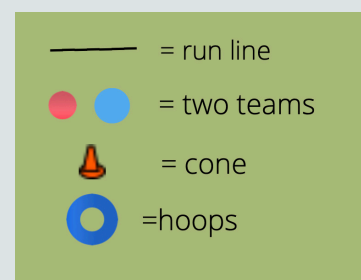 = run line
= two teams
= cone
=hoops